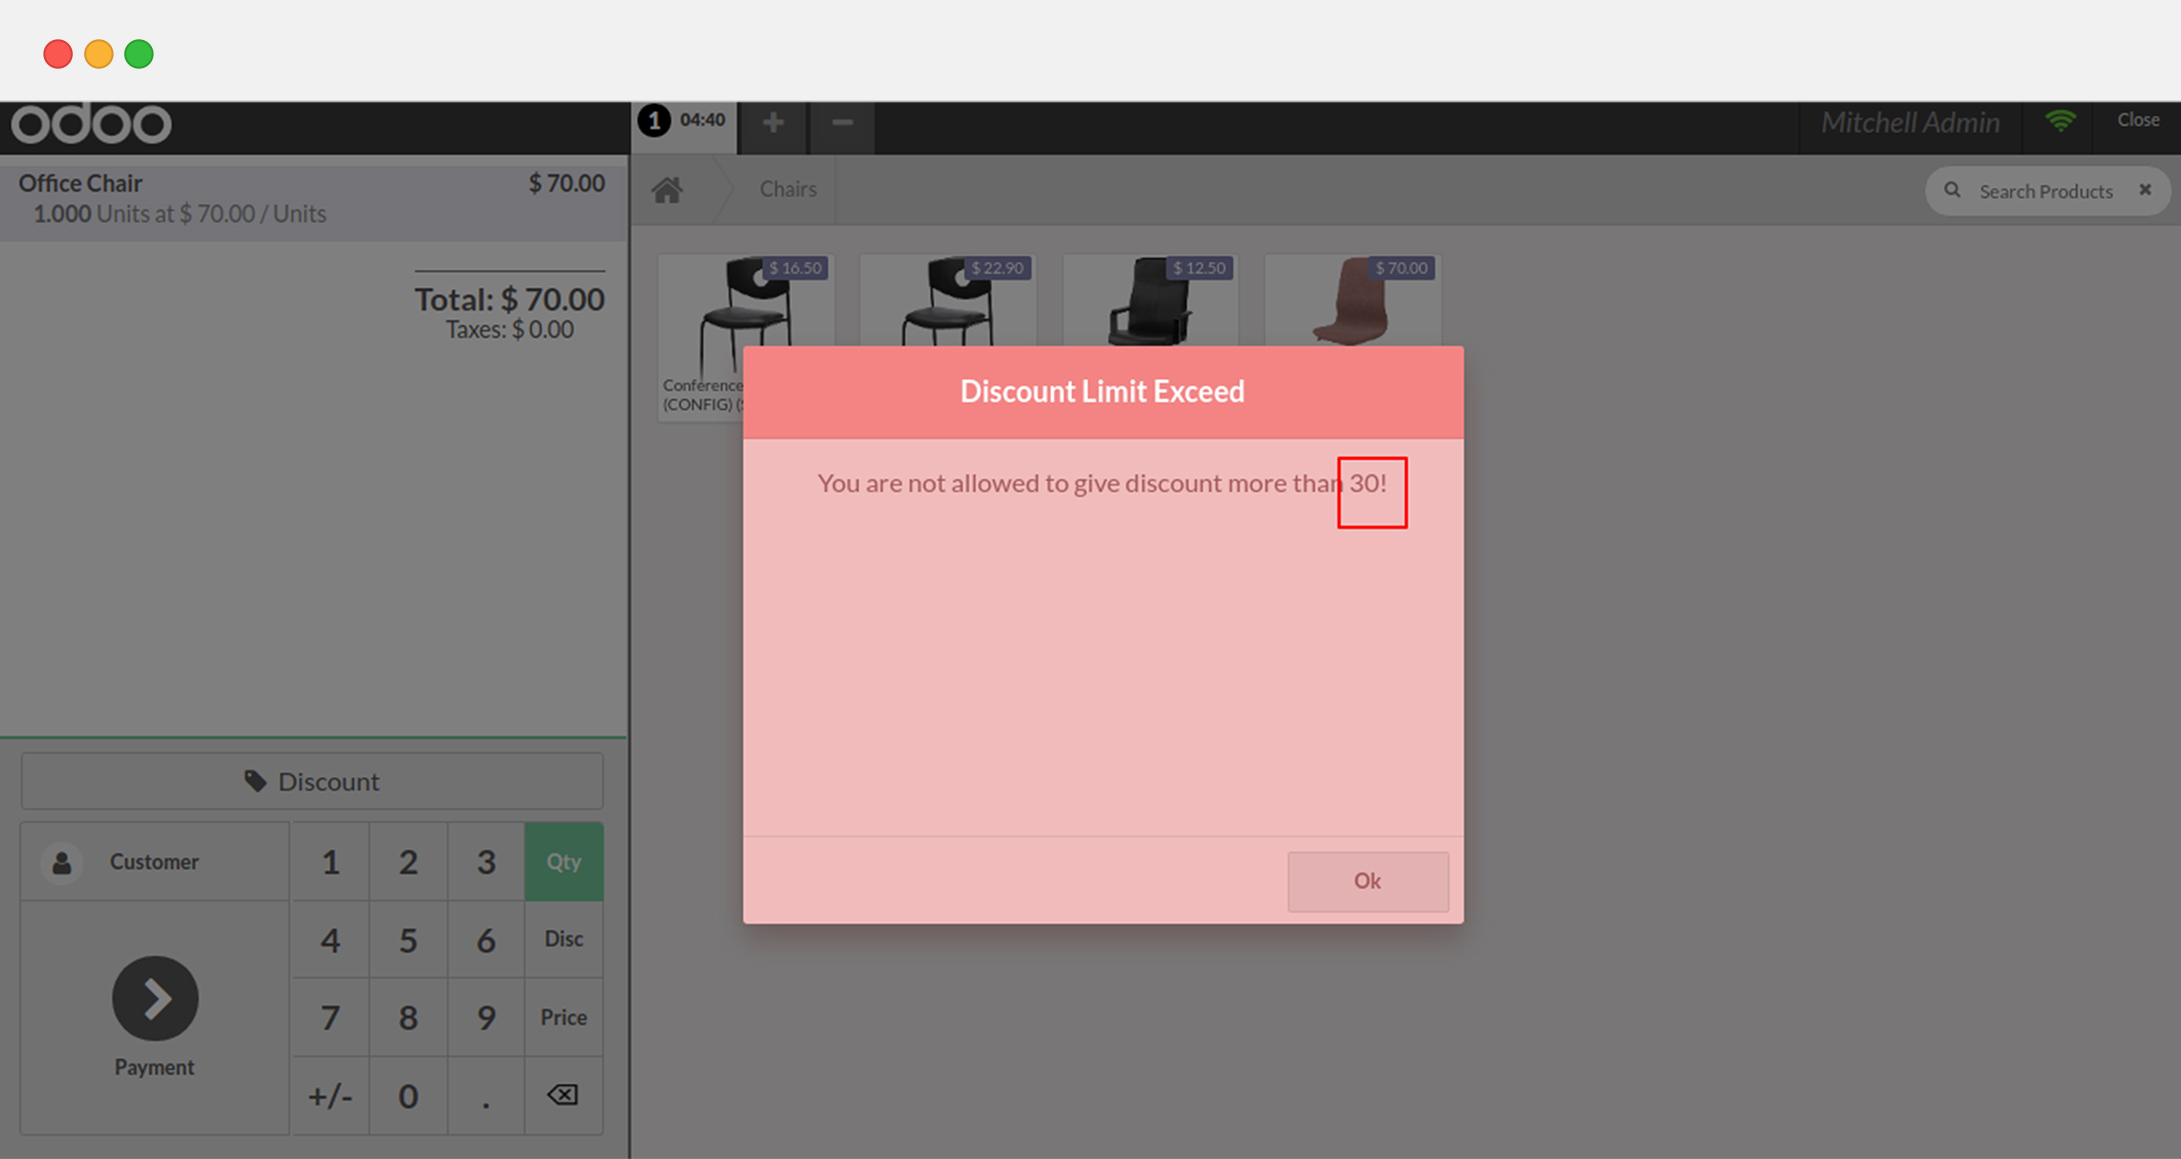 odoo
1 04:40 + −
Mitchell Admin
Close
Office Chair $ 70.00
1.000 Units at $ 70.00 / Units
Total: $ 70.00
Taxes: $ 0.00
Chairs
Search Products ×
$ 16.50
$ 22.90
$ 12.50
$ 70.00
Conference
(CONFIG)
Discount Limit Exceed
You are not allowed to give discount more than 30!
Ok
Discount
Customer
Payment
1 2 3 Qty
4 5 6 Disc
7 8 9 Price
+/- 0 .